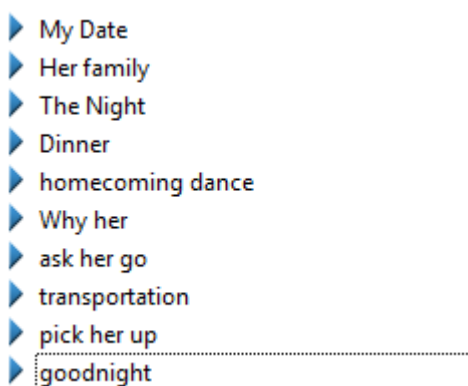 My Date
Her family
The Night
Dinner
homecoming dance
Why her
ask her go
transportation
pick her up
goodnight